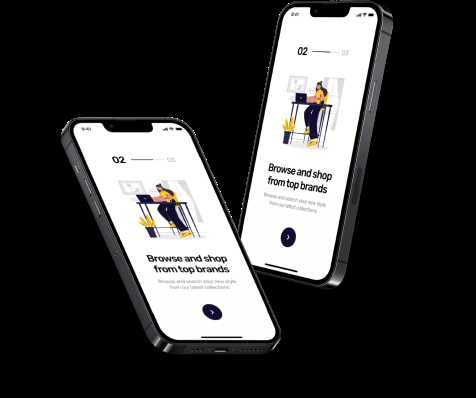 9:41
02 03
Browse and shop
from top brands
Browse and search your new style
from our latest collections.
9:41
02 03
Browse and shop
from top brands
Browse and search your new style
from our latest collections.